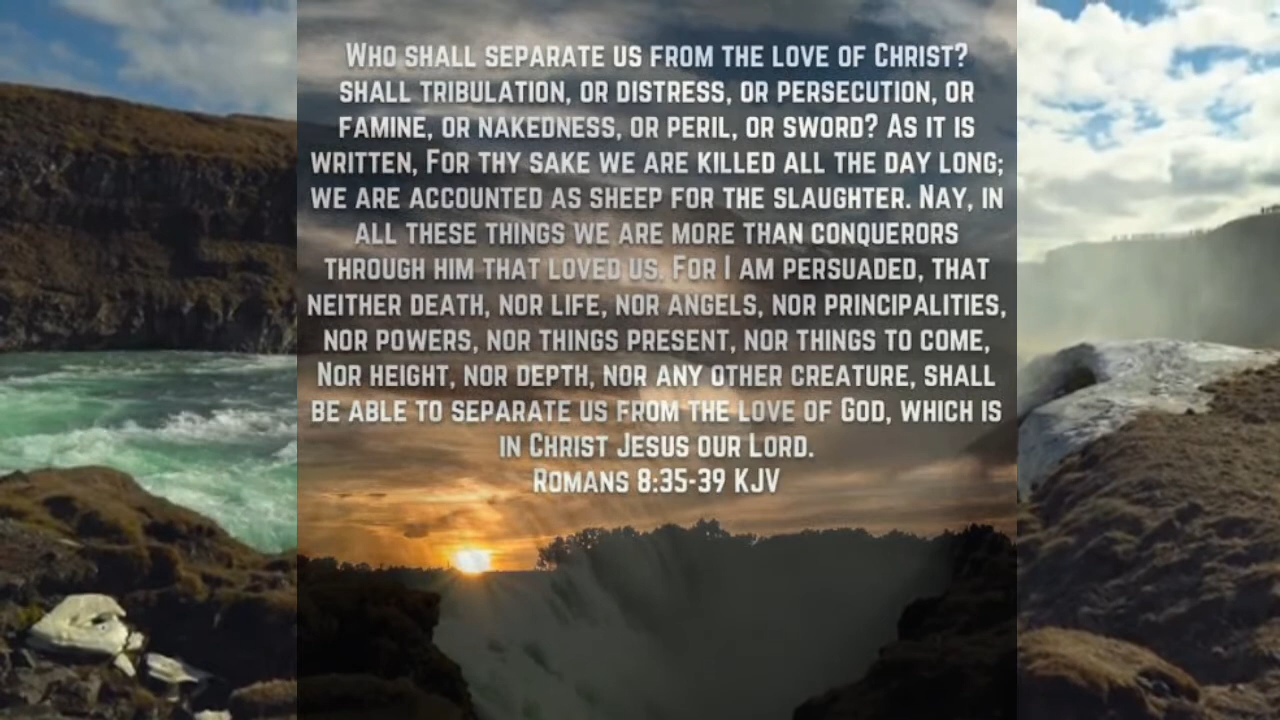 Who shall separate us from the love of Christ?
shall tribulation, or distress, or persecution, or
famine, or nakedness, or peril, or sword? As it is
written, For thy sake we are killed all the day long;
we are accounted as sheep for the slaughter. Nay, in
all these things we are more than conquerors
through him that loved us. For I am persuaded, that
neither death, nor life, nor angels, nor principalities,
nor powers, nor things present, nor things to come,
Nor height, nor depth, nor any other creature, shall
be able to separate us from the love of God, which is
in Christ Jesus our Lord.
Romans 8:35-39 KJV